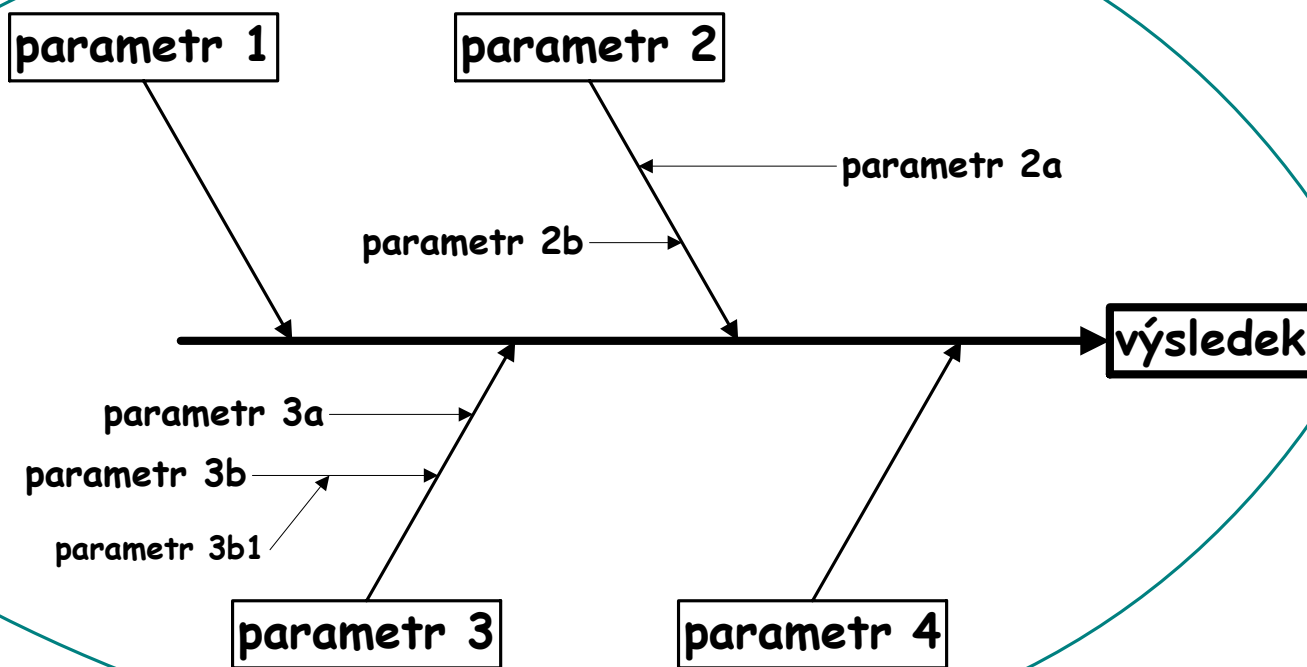 parametr 1
parametr 2
parametr 2a
parametr 2b
výsledek
parametr 3a
parametr 3b
parametr 3b1
parametr 3
parametr 4